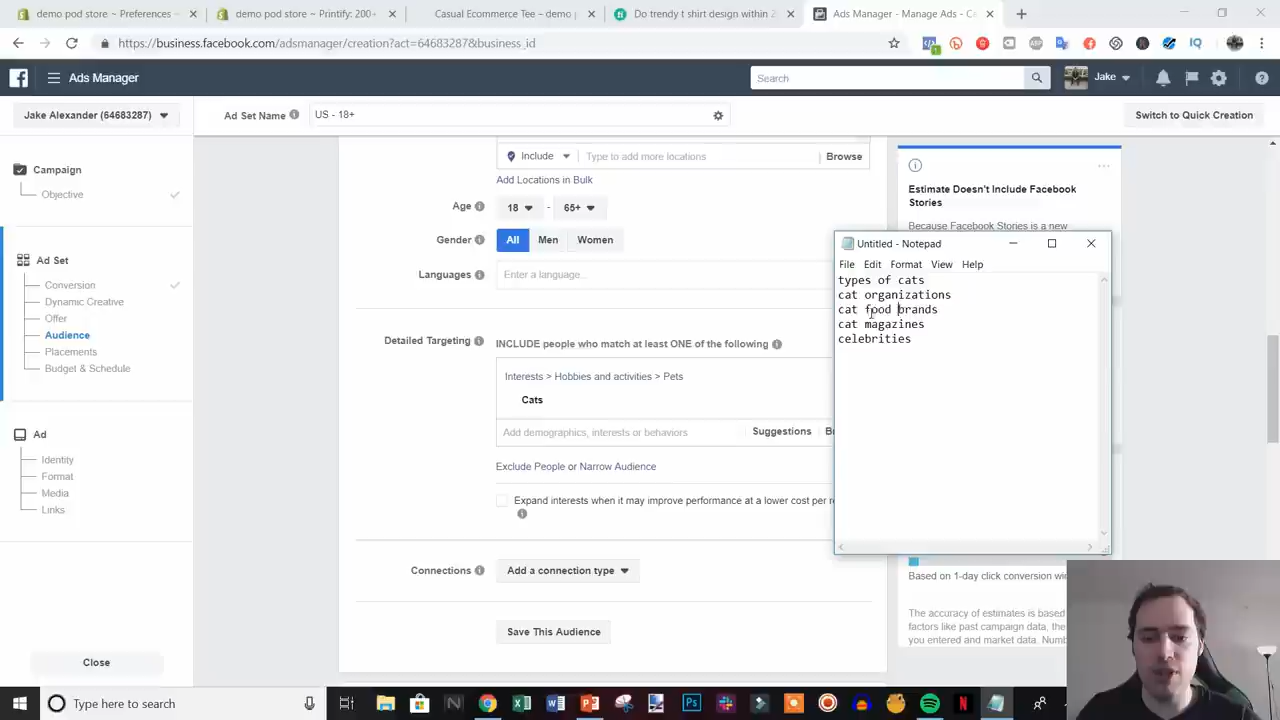 demo pod store ~ Preferences ~
demo pod store ~ Printify: 200+
Casual Ecommerce Tee – demo
Do trendy t shirt design within 2
Ads Manager - Manage Ads - C
https://business.facebook.com/adsmanager/creation?act=64683287&business_id
Ads Manager
Search
Jake
Jake Alexander (64683287)
Ad Set Name
US - 18+
Switch to Quick Creation
Campaign
Objective
Ad Set
Conversion
Dynamic Creative
Offer
Audience
Placements
Budget & Schedule
Ad
Identity
Format
Media
Links
Close
Include
Type to add more locations
Browse
Add Locations in Bulk
Age
18
-
65+
Gender
All
Men
Women
Languages
Enter a language...
Detailed Targeting
INCLUDE people who match at least ONE of the following
Interests > Hobbies and activities > Pets
Cats
Add demographics, interests or behaviors
Suggestions
Exclude People or Narrow Audience
Expand interests when it may improve performance at a lower cost per
Connections
Add a connection type
Save This Audience
Estimate Doesn't Include Facebook
Stories
Because Facebook Stories is a new
Untitled - Notepad
File Edit Format View Help
types of cats
cat organizations
cat food brands
cat magazines
celebrities
Based on 1-day click conversion
The accuracy of estimates is based
factors like past campaign data, the
you entered and market data.
Type here to search